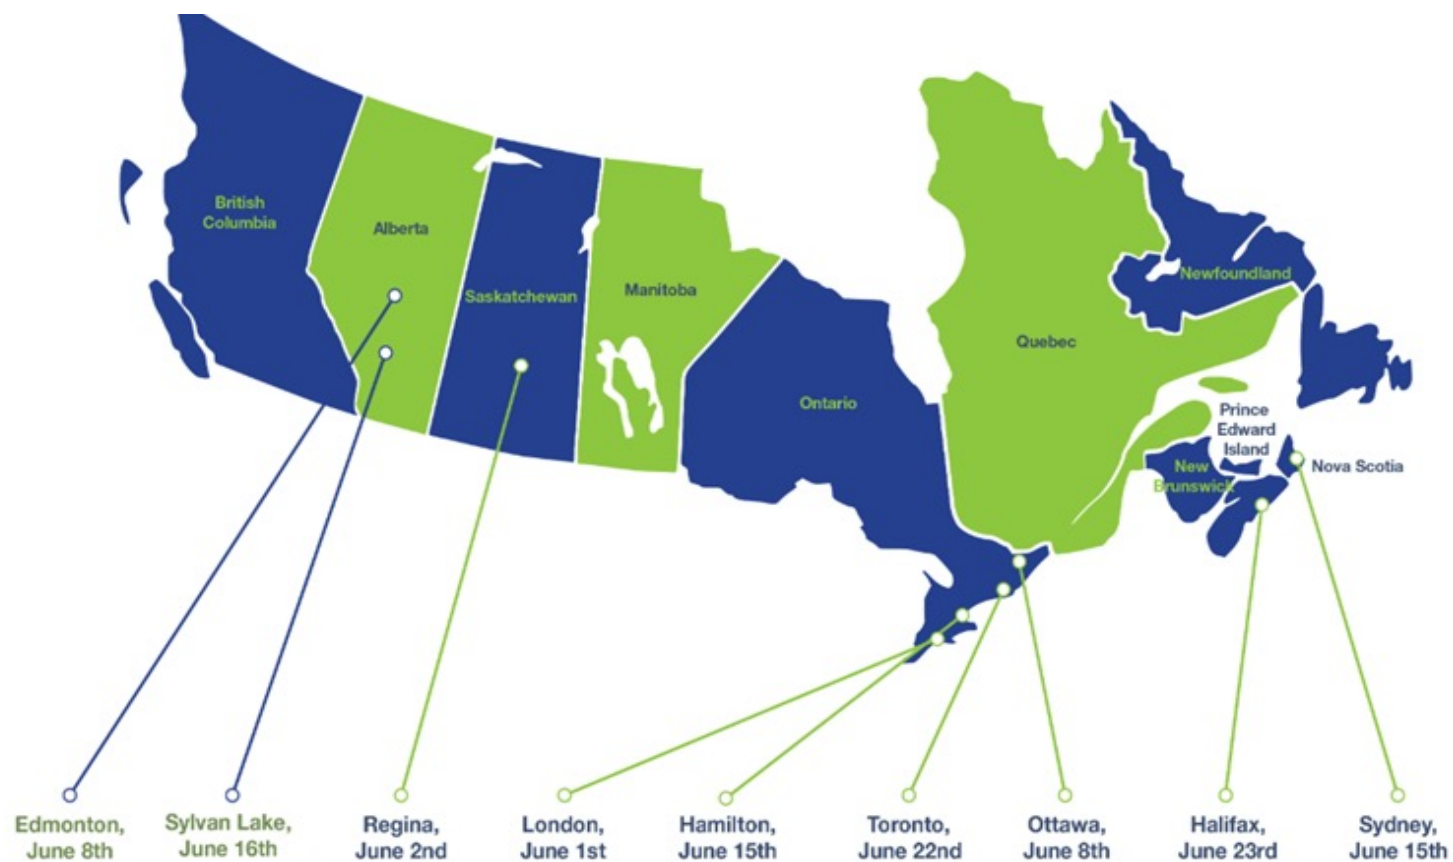 British
Columbia
Alberta
Saskatchewan
Manitoba
Ontario
Quebec
Newfoundland
Prince
Edward
Island
New
Brunswick
Nova Scotia
Edmonton,
June 8th
Sylvan Lake,
June 16th
Regina,
June 2nd
London,
June 1st
Hamilton,
June 15th
Toronto,
June 22nd
Ottawa,
June 8th
Halifax,
June 23rd
Sydney,
June 15th